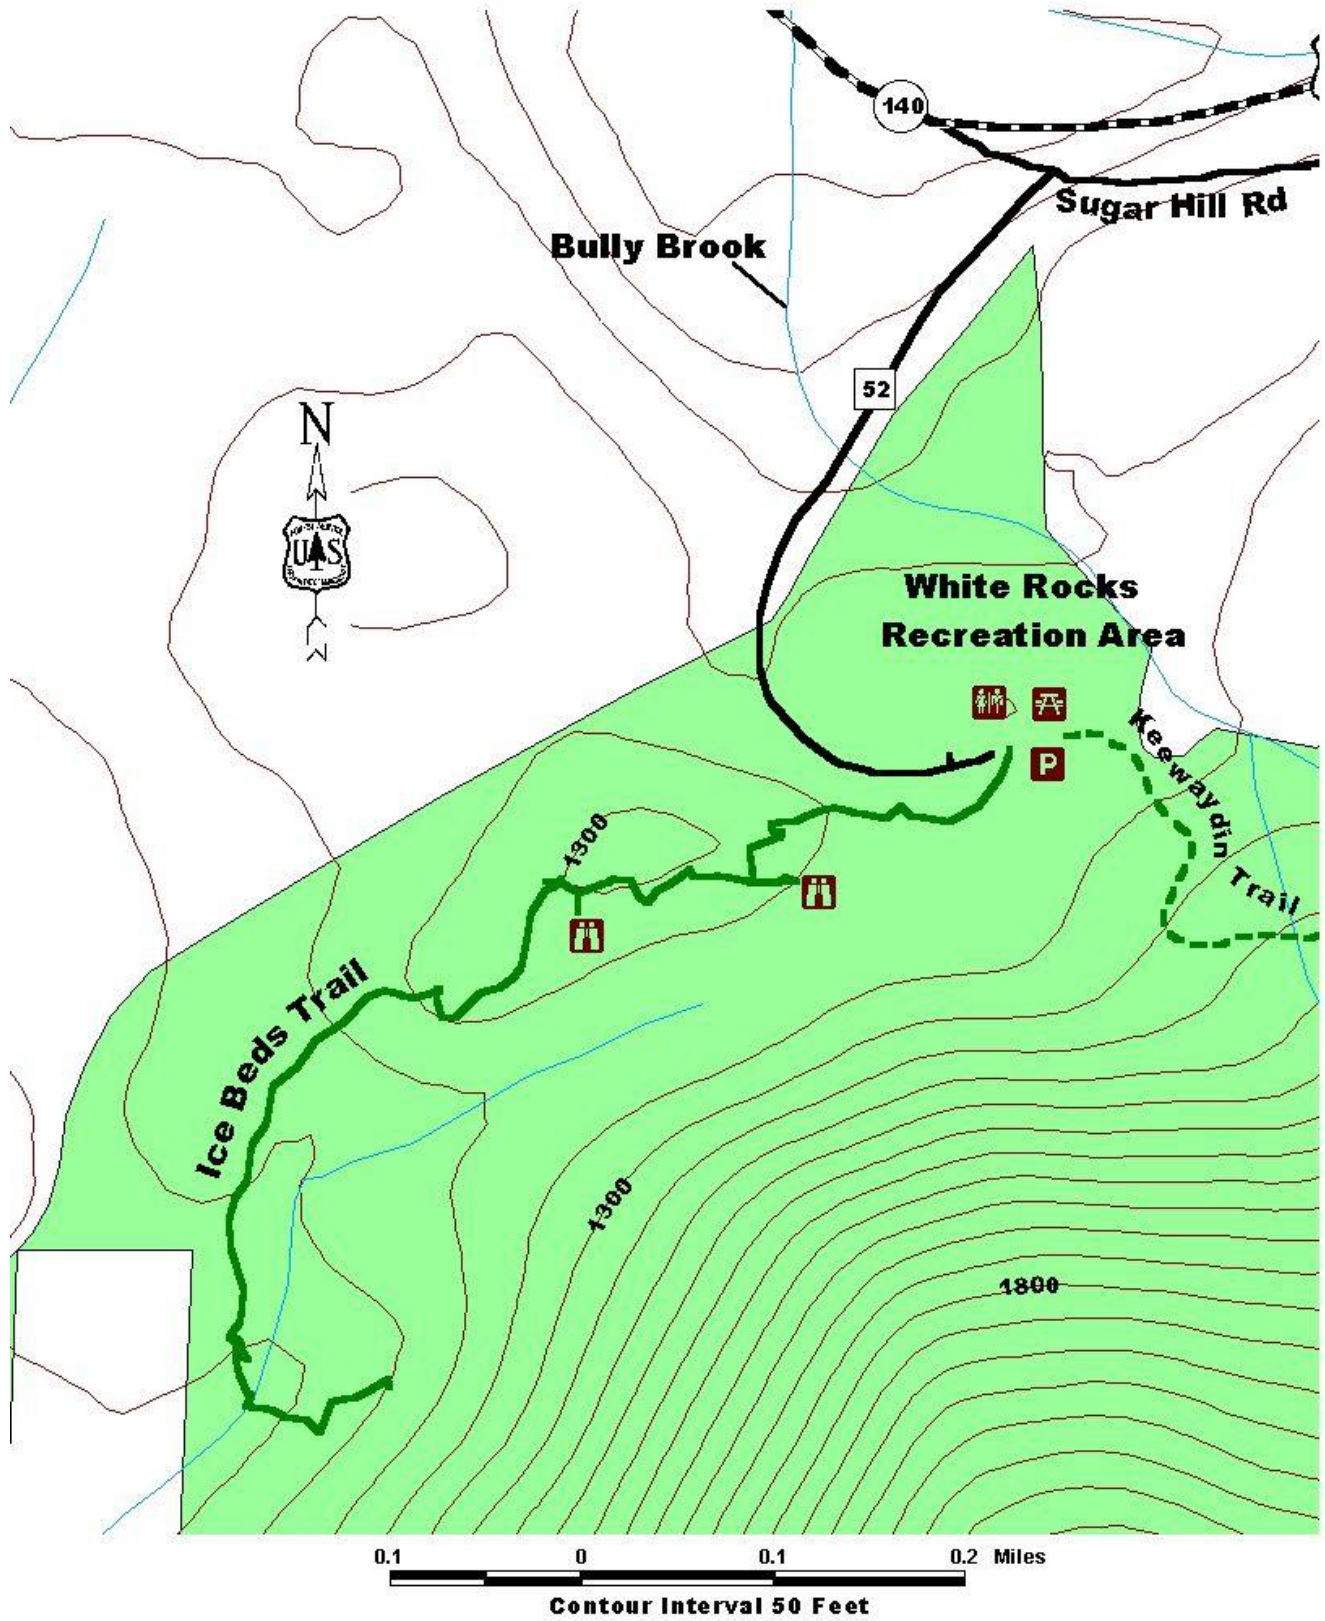 140
Sugar Hill Rd
Bully Brook
52
N
U S
White Rocks
Recreation Area
P
Keewaydin Trail
1300
Ice Beds Trail
1300
1800
0.1 0 0.1 0.2 Miles
Contour Interval 50 Feet